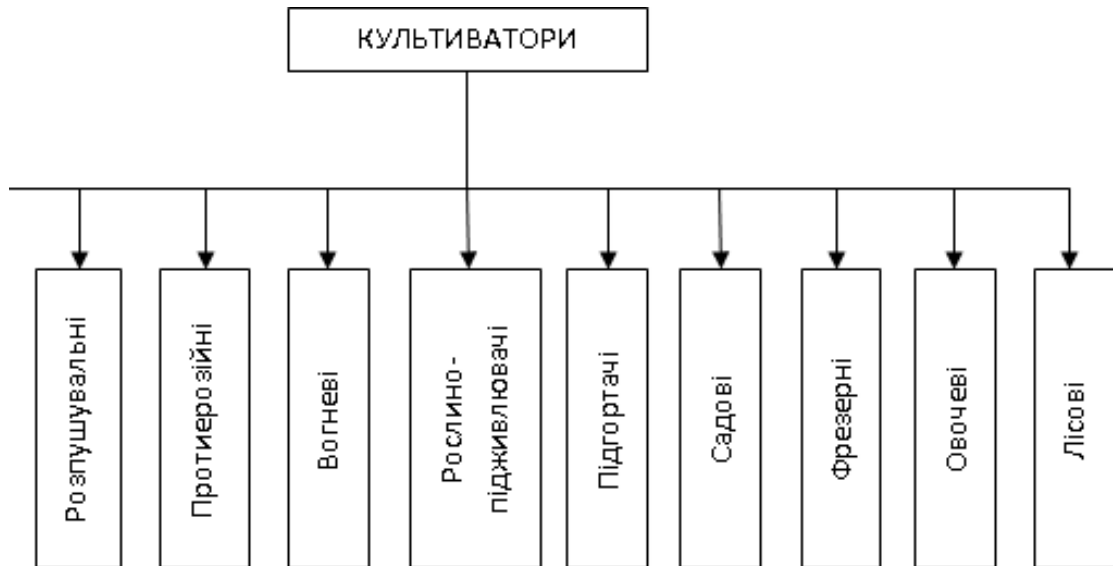 КУЛЬТИВАТОРИ
Розпушувальні
Протиерозійні
Вогневі
Рослино-
підживлювачі
Підгортачі
Садові
Фрезерні
Овочеві
Лісові